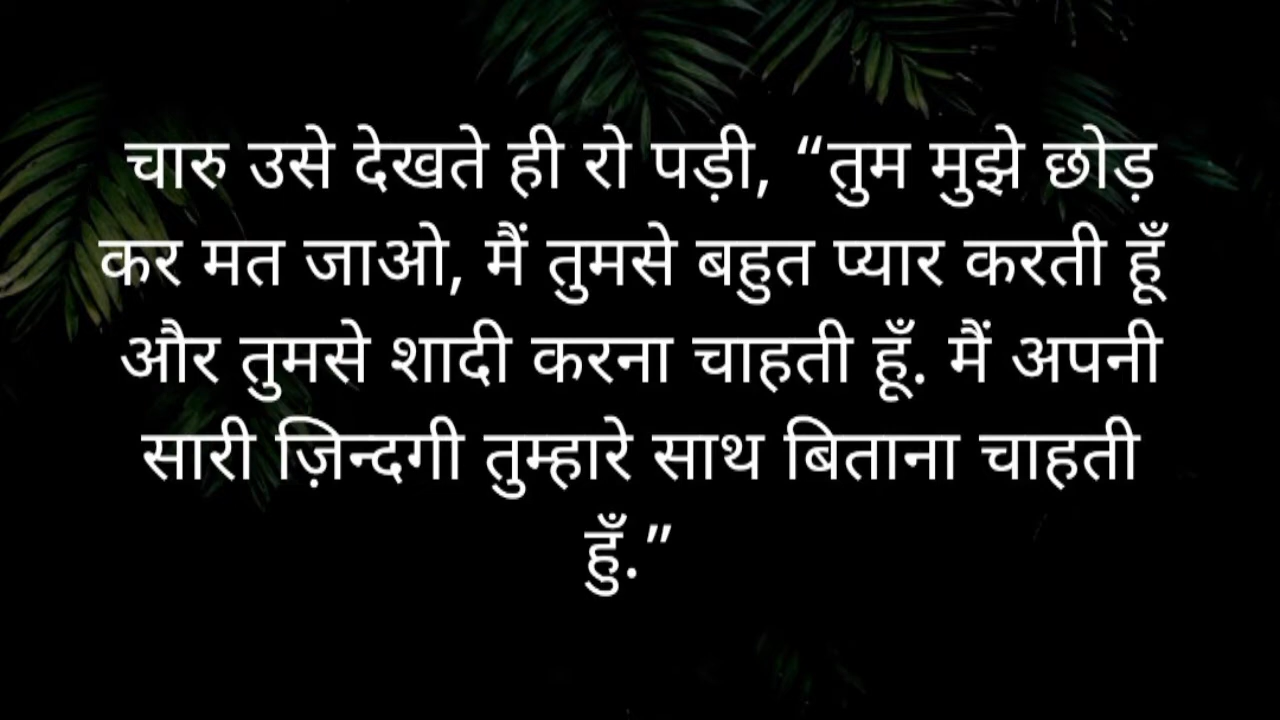 चारु उसे देखते ही रो पड़ी, “तुम मुझे छोड़
कर मत जाओ, मैं तुमसे बहुत प्यार करती हूँ
और तुमसे शादी करना चाहती हूँ. मैं अपनी
सारी ज़िन्दगी तुम्हारे साथ बिताना चाहती
हुँ.”